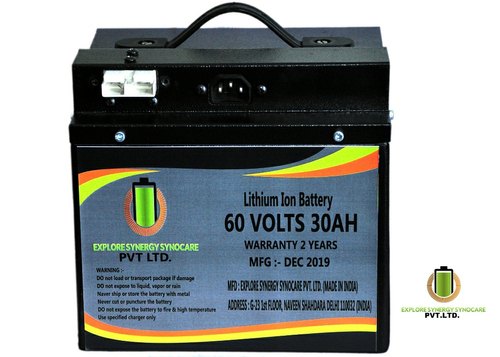 Lithium Ion Battery
60 VOLTS 30AH
WARRANTY 2 YEARS
MFG :- DEC 2019
EXPLORE SYNERGY SYNOCARE
PVT LTD.
WARNING :-
DO not load or transport package if damage
DO not expose to liquid, vapor or rain
Never ship or store the battery with metal
Never cut or puncture the battery
DO not expose the battery to fire & high temperature
Use specified charger only
MFD : EXPLORE SYNERGY SYNOCARE PVT. LTD. (MADE IN INDIA)
ADDRESS : G-23 1st FLOOR, NAVEEN SHAHDARA DELHI 110032 (INDIA)
EXPLORE SYNERGY SYNOCARE
PVT.LTD.